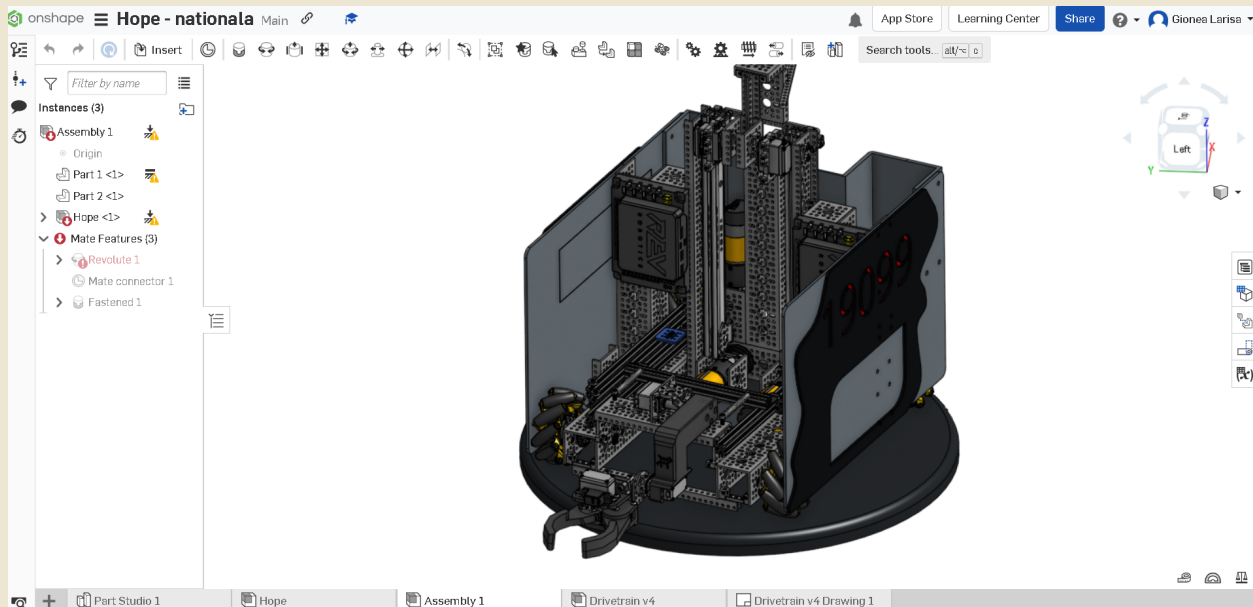 onshape Hope - nationala Main App Store Learning Center Share Gionea Larisa
Insert Search tools... alt/⌥ c
Filter by name
Instances (3)
Assembly 1
Origin
Part 1 <1>
Part 2 <1>
Hope <1>
Mate Features (3)
Revolute 1
Mate connector 1
Fastened 1
REV
19099
Left
Z
X
Y
Part Studio 1 Hope Assembly 1 Drivetrain v4 Drivetrain v4 Drawing 1